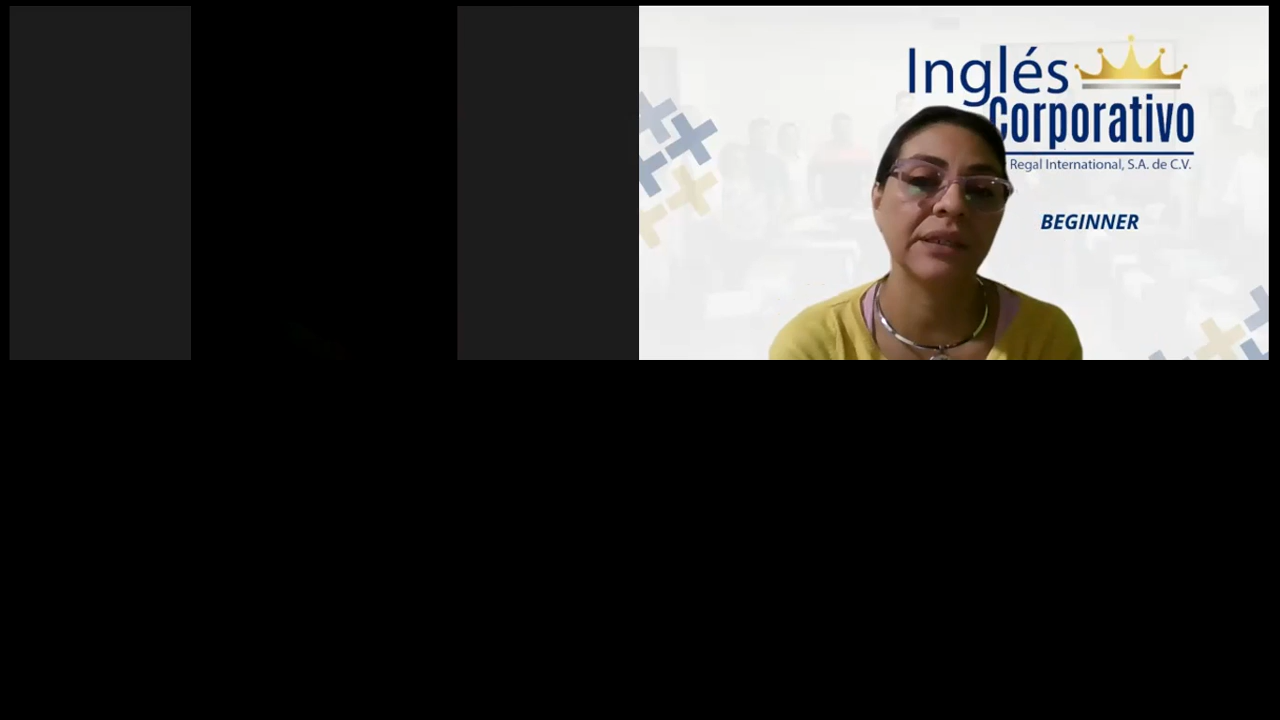 Inglés
Corporativo
Regal International, S.A. de C.V.
BEGINNER